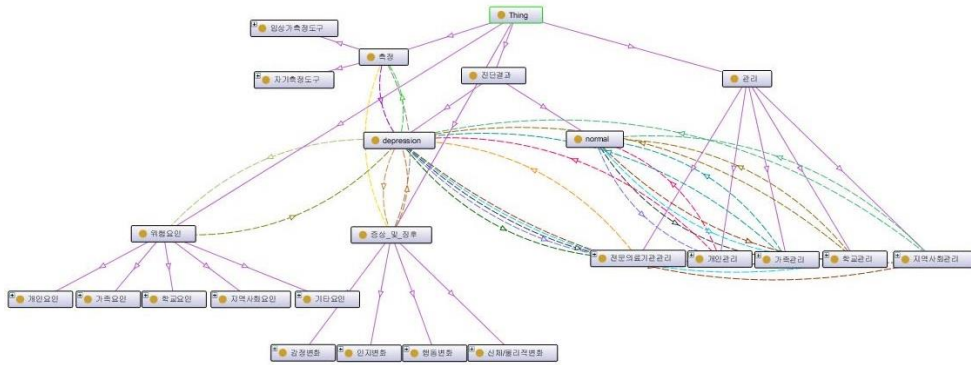 Thing
임상가측정도구
측정
자기측정도구
진단결과
관리
depression
normal
위험요인
증상_및_징후
전문의료기관관리
개인관리
가족관리
학교관리
지역사회관리
개인요인
가족요인
학교요인
지역사회요인
기타요인
감정변화
인지변화
행동변화
신체/물리적변화